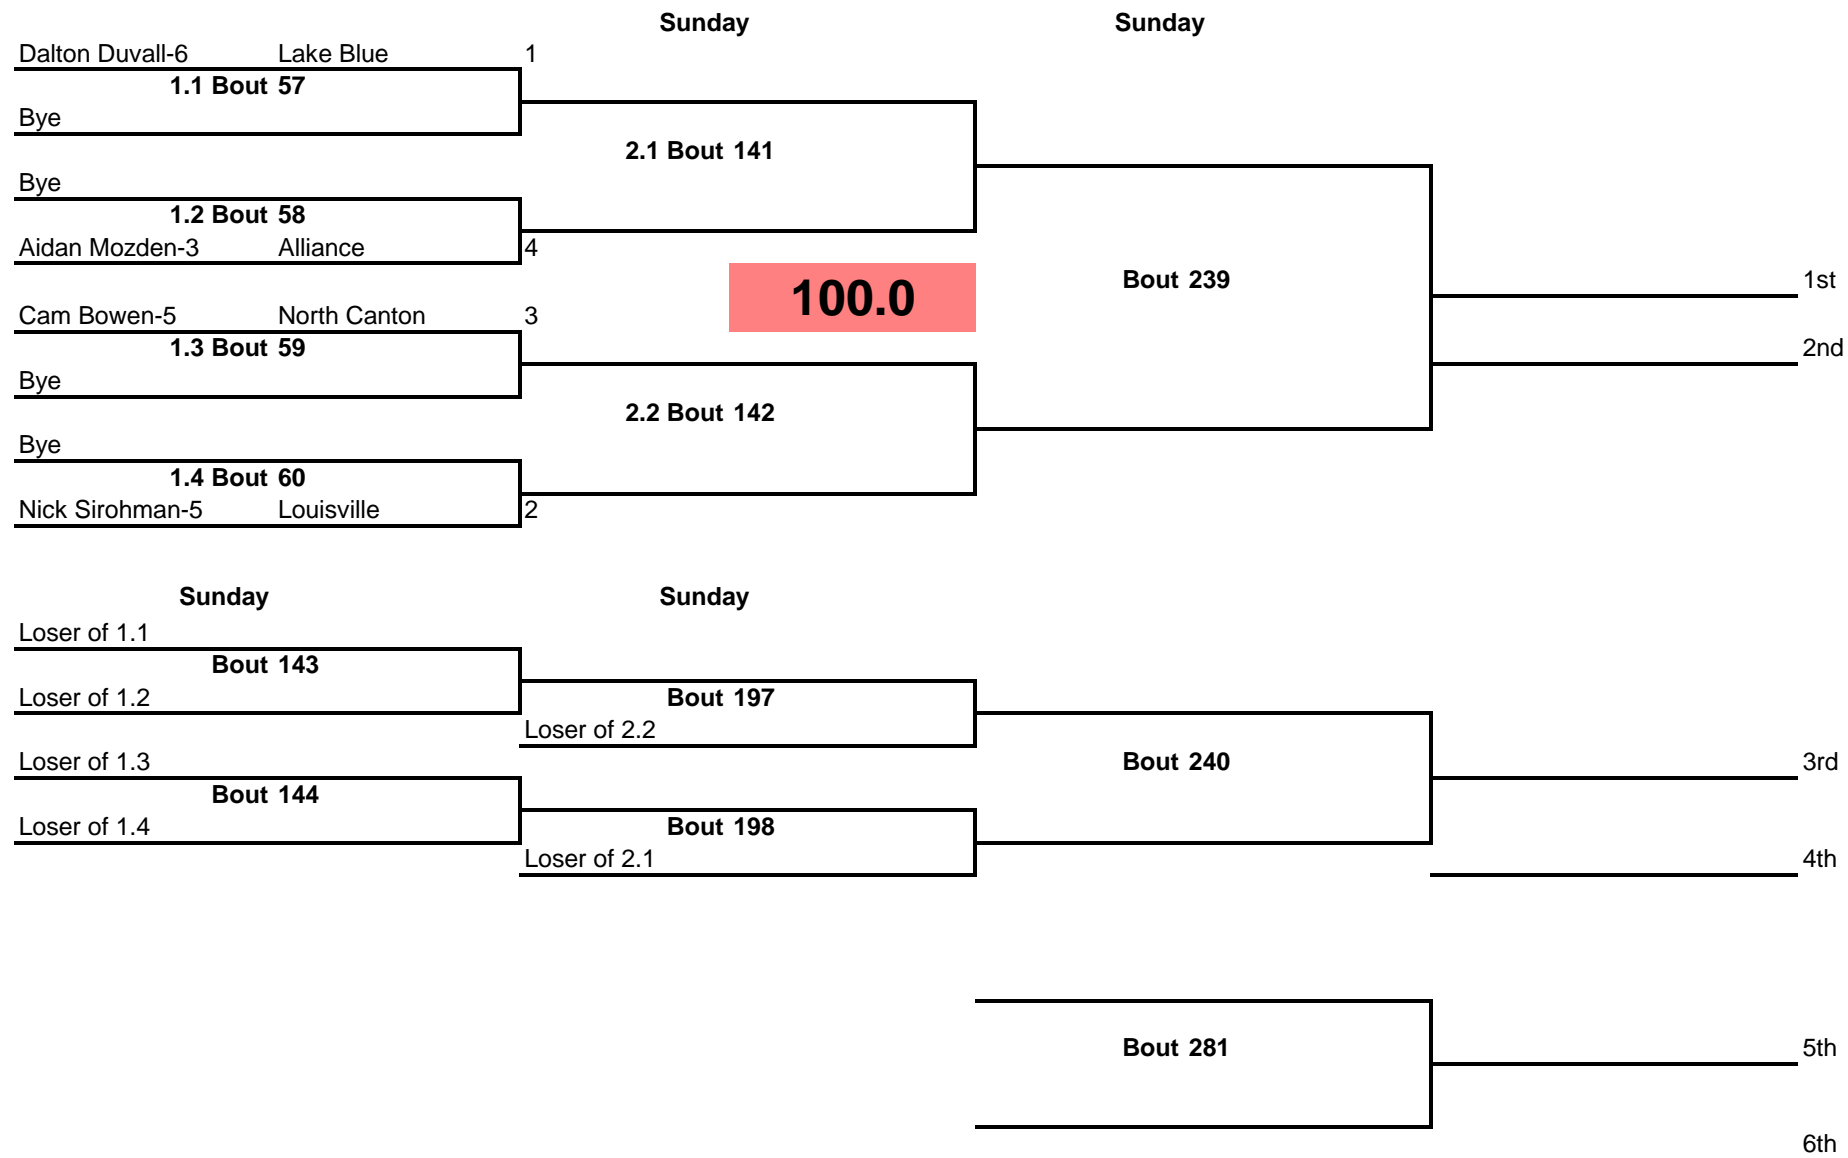 Sunday Sunday
Dalton Duvall-6 Lake Blue 1
1.1 Bout 57
Bye
2.1 Bout 141
Bye
1.2 Bout 58
Aidan Mozden-3 Alliance 4
100.0 Bout 239 1st
Cam Bowen-5 North Canton 3
1.3 Bout 59 2nd
Bye
2.2 Bout 142
Bye
1.4 Bout 60
Nick Sirohman-5 Louisville 2
Sunday Sunday
Loser of 1.1
Bout 143
Loser of 1.2 Bout 197
Loser of 2.2
Loser of 1.3 Bout 240 3rd
Bout 144
Loser of 1.4 Bout 198
Loser of 2.1 4th
Bout 281 5th
6th